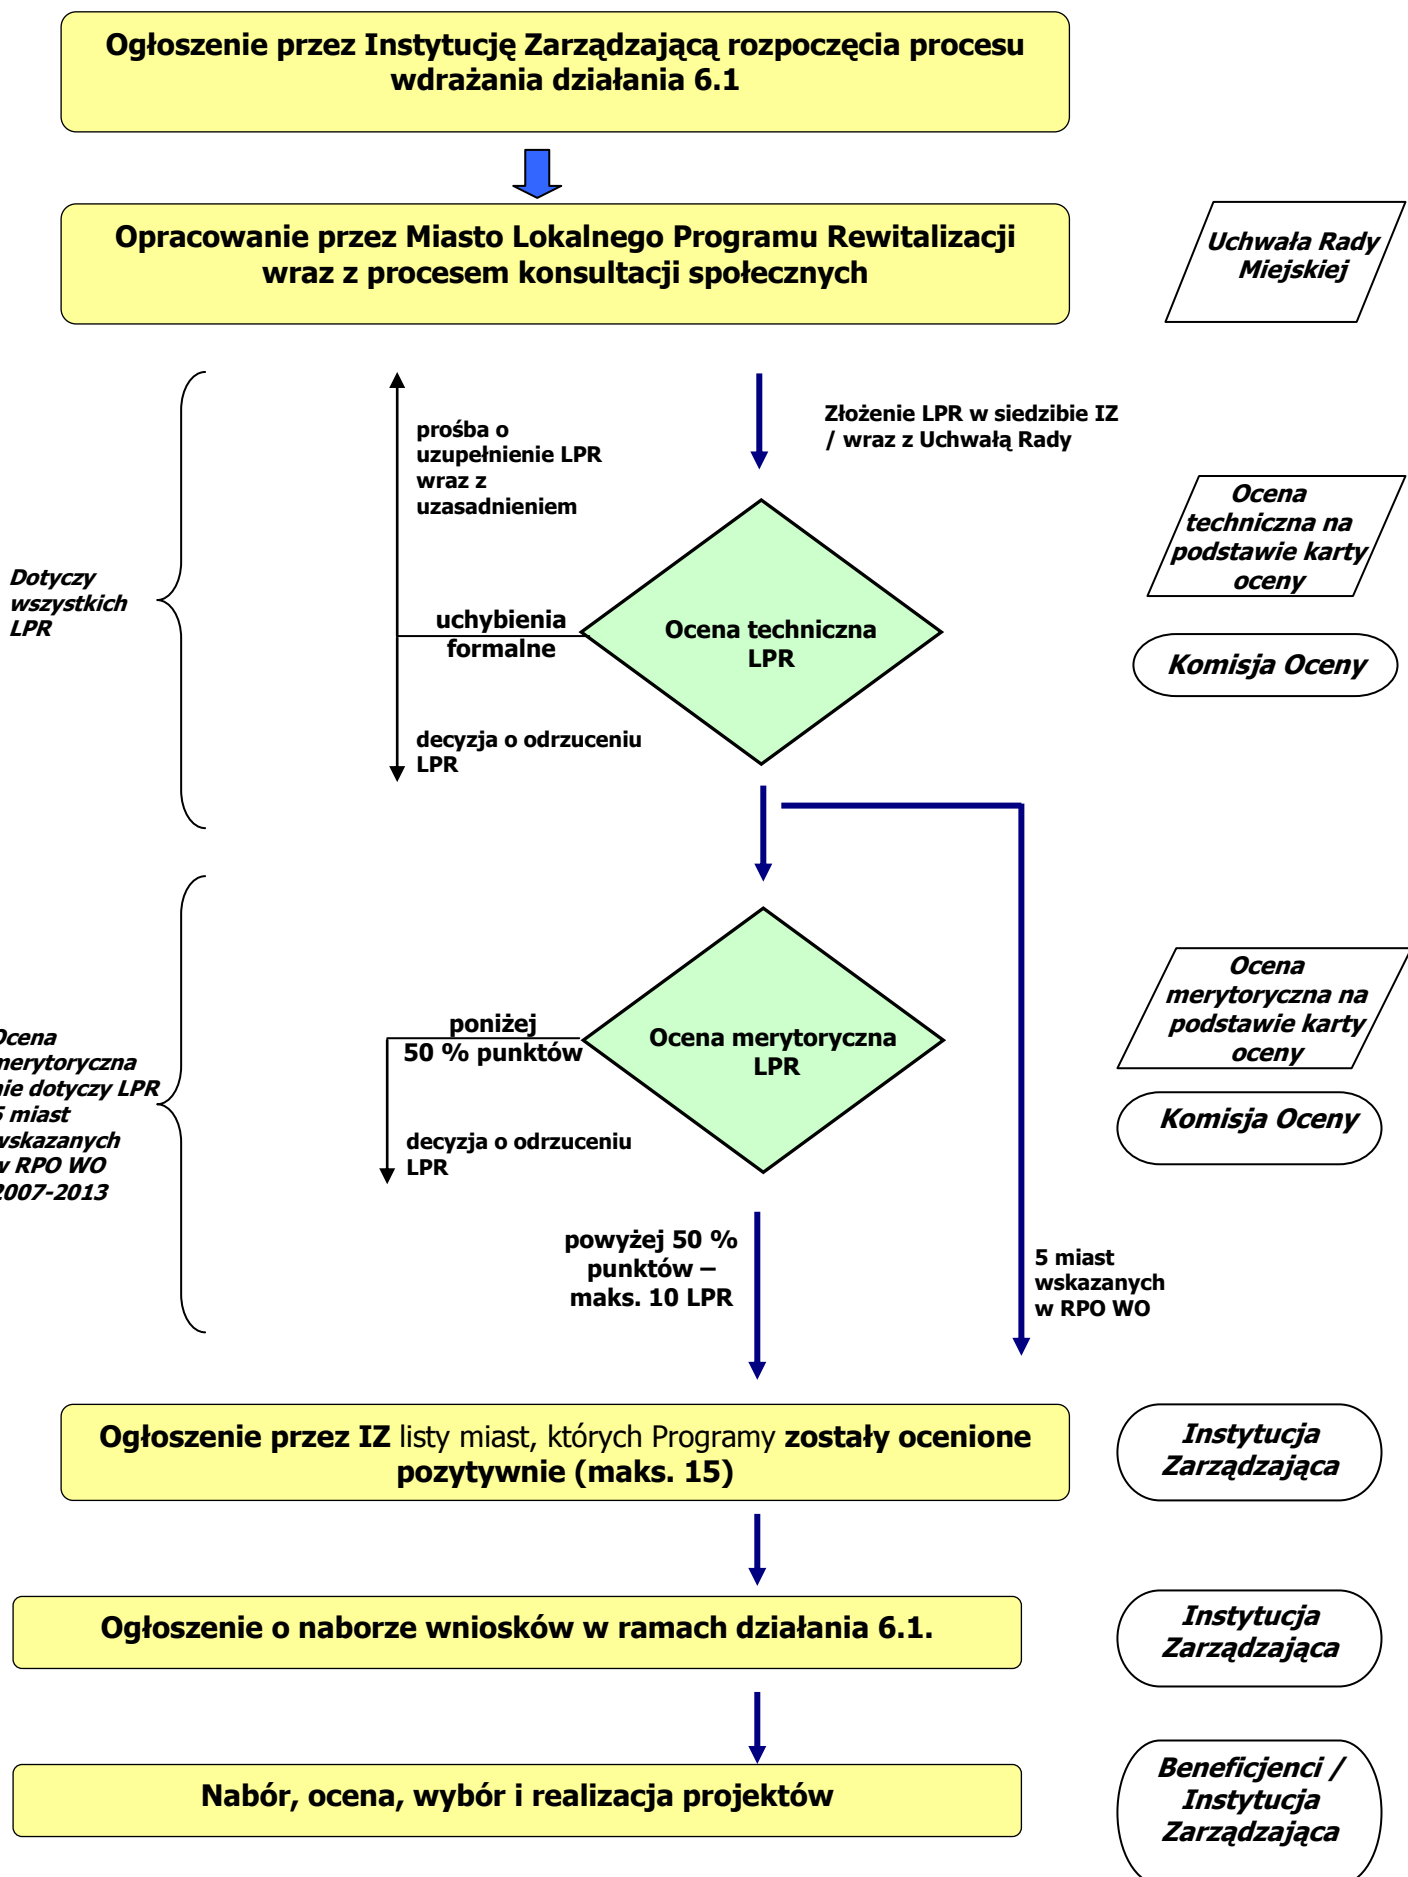 Ogłoszenie przez Instytucję Zarządzającą rozpoczęcia procesu
wdrażania działania 6.1
Opracowanie przez Miasto Lokalnego Programu Rewitalizacji
wraz z procesem konsultacji społecznych
Uchwała Rady
Miejskiej
prośba o
uzupełnienie LPR
wraz z
uzasadnieniem
Złożenie LPR w siedzibie IZ
/ wraz z Uchwałą Rady
Ocena
techniczna na
podstawie karty
oceny
Dotyczy
wszystkich
LPR
uchybienia
formalne
Ocena techniczna
LPR
Komisja Oceny
decyzja o odrzuceniu
LPR
Ocena
merytoryczna na
podstawie karty
oceny
Ocena
merytoryczna
nie dotyczy LPR
5 miast
wskazanych
w RPO WO
2007-2013
poniżej
50 % punktów
Ocena merytoryczna
LPR
Komisja Oceny
decyzja o odrzuceniu
LPR
powyżej 50 %
punktów –
maks. 10 LPR
5 miast
wskazanych
w RPO WO
Ogłoszenie przez IZ listy miast, których Programy zostały ocenione
pozytywnie (maks. 15)
Instytucja
Zarządzająca
Ogłoszenie o naborze wniosków w ramach działania 6.1.
Instytucja
Zarządzająca
Nabór, ocena, wybór i realizacja projektów
Beneficjenci /
Instytucja
Zarządzająca